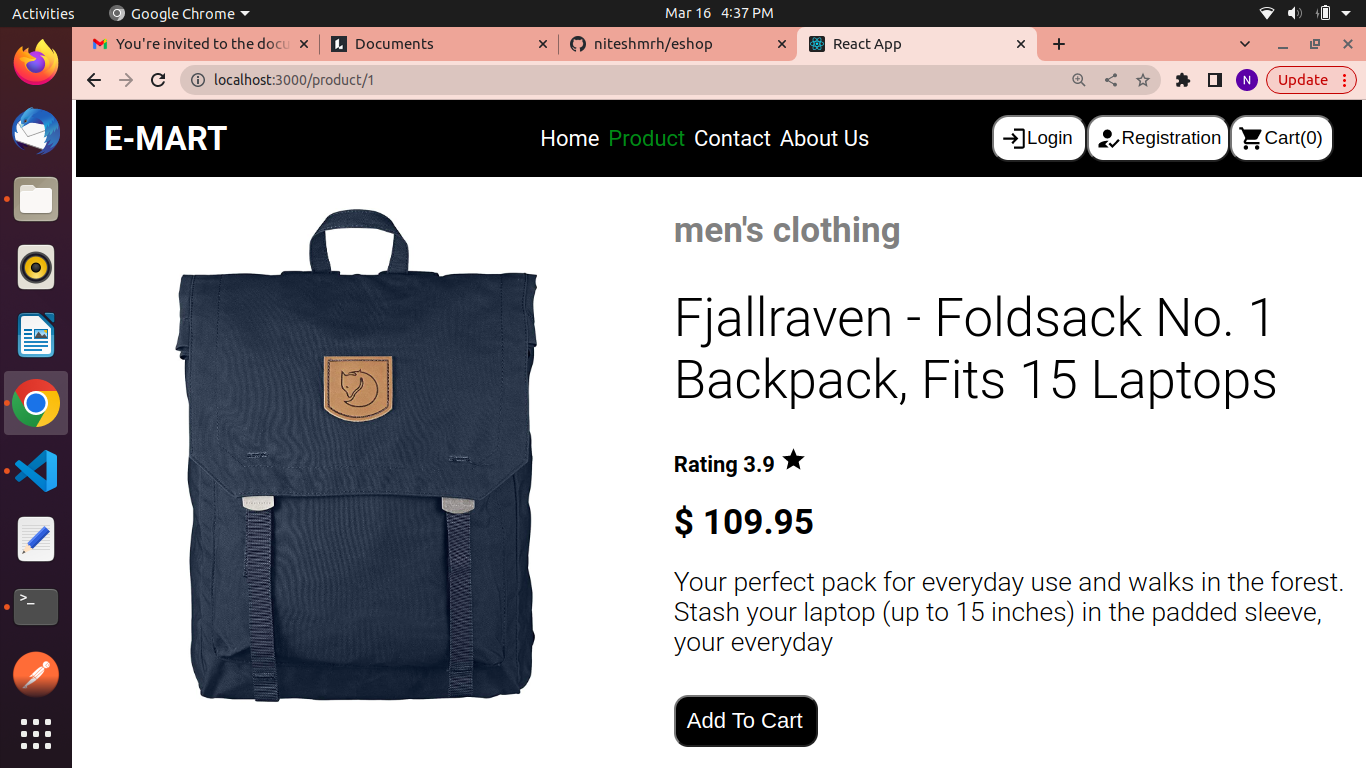 Activities
Google Chrome
Mar 16 4:37 PM
You're invited to the docu
Documents
niteshmrh/eshop
React App
localhost:3000/product/1
N
Update
E-MART
Home Product Contact About Us
Login
Registration
Cart(0)
men's clothing
Fjallraven - Foldsack No. 1
Backpack, Fits 15 Laptops
Rating 3.9
$ 109.95
Your perfect pack for everyday use and walks in the forest.
Stash your laptop (up to 15 inches) in the padded sleeve,
your everyday
Add To Cart